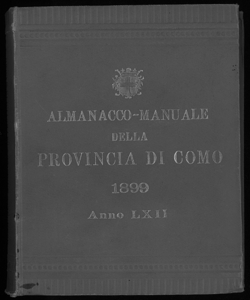 ALMANACCO-MANUALE
DELLA
PROVINCIA DI COMO
1899
Anno LXII